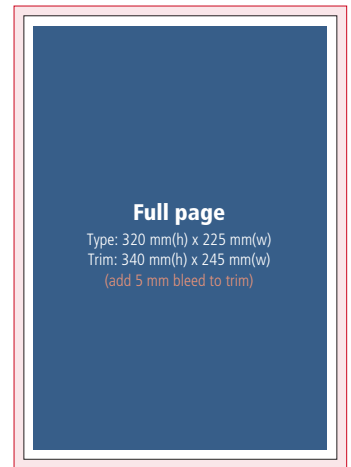 Full page
Type: 320 mm(h) x 225 mm(w)
Trim: 340 mm(h) x 245 mm(w)
(add 5 mm bleed to trim)